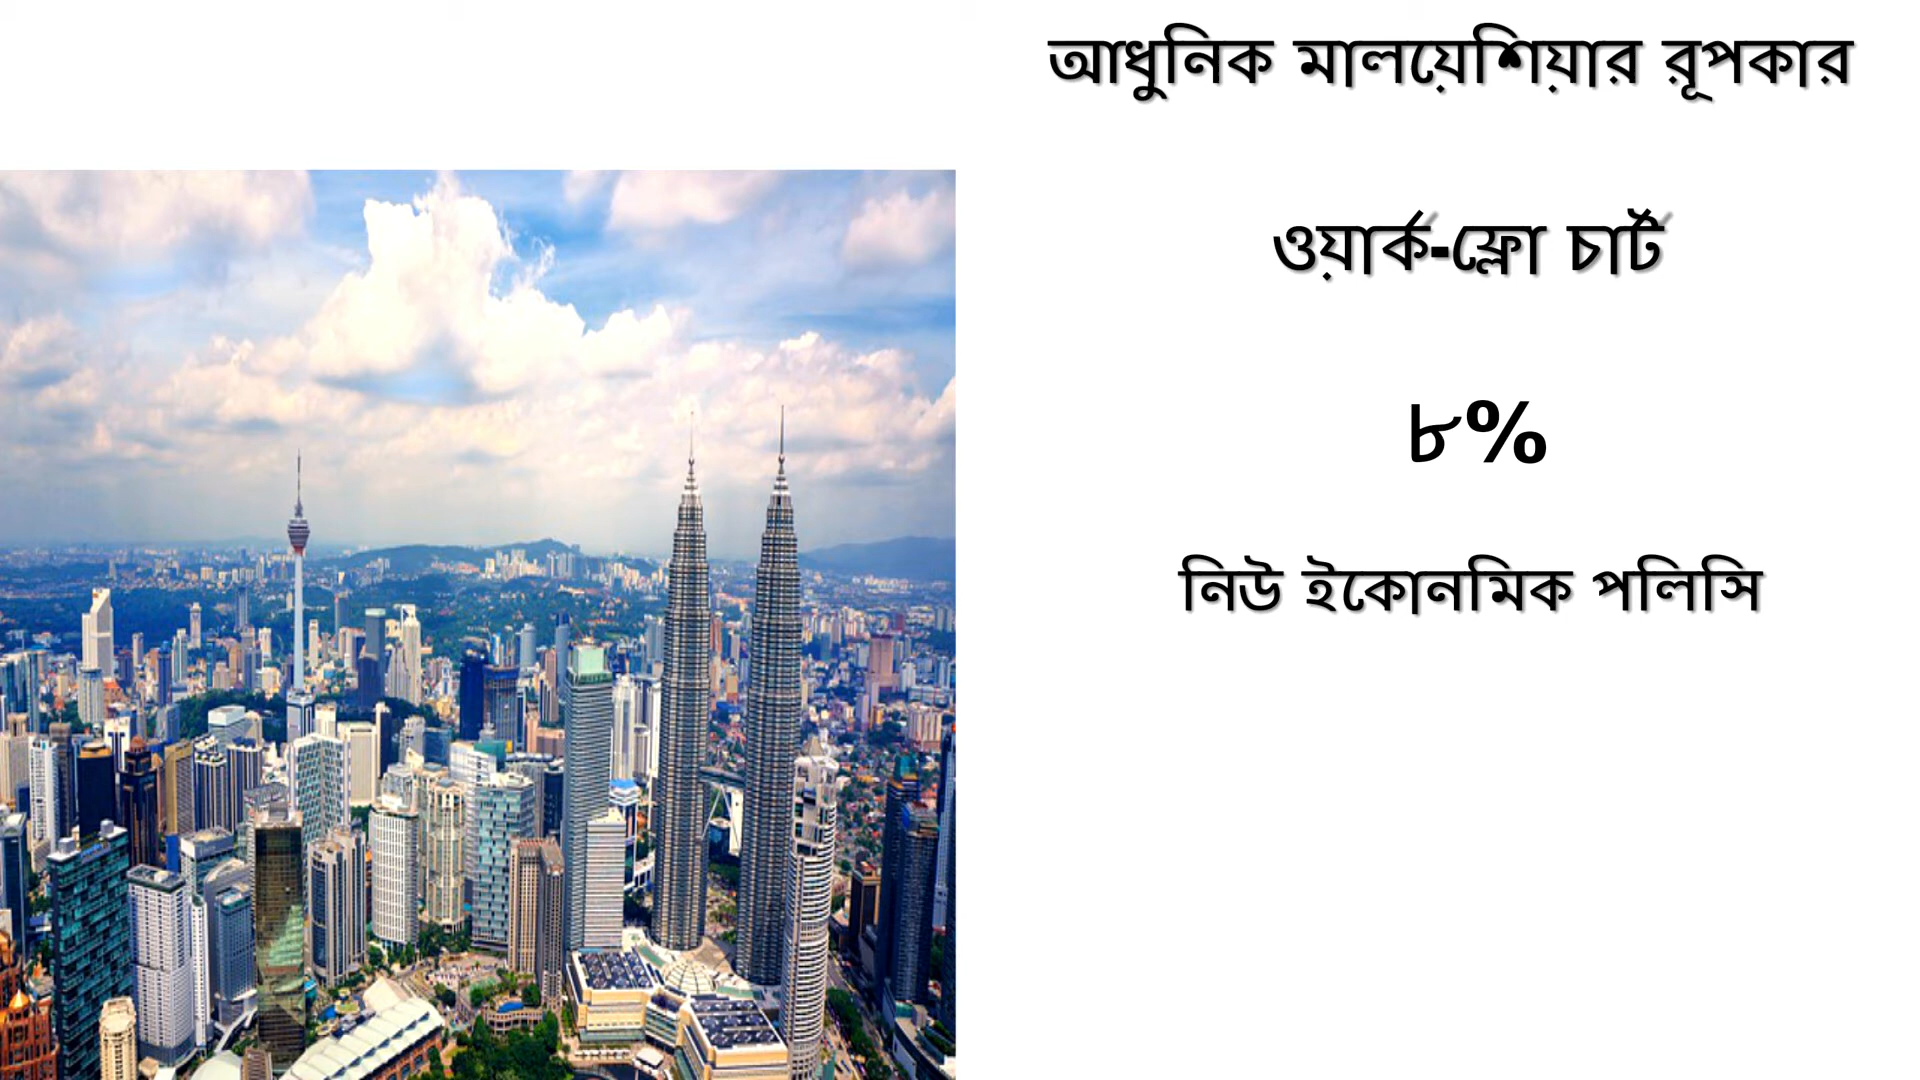 আধুনিক মালয়েশিয়ার রূপকার
ওয়ার্ক-ফ্লো চার্ট
৮%
নিউ ইকোনমিক পলিসি